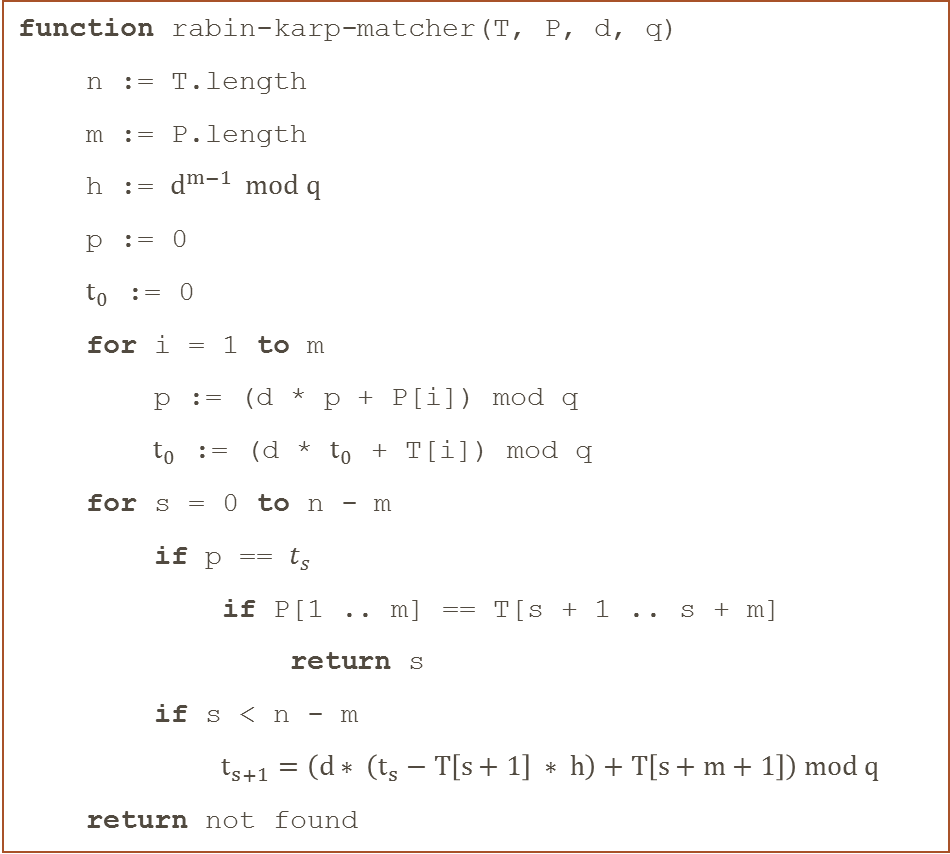 function rabin-karp-matcher(T, P, d, q)
n := T.length
m := P.length
h := dᵐ⁻¹ mod q
p := 0
t₀ := 0
for i = 1 to m
p := (d * p + P[i]) mod q
t₀ := (d * t₀ + T[i]) mod q
for s = 0 to n - m
if p == tₛ
if P[1 .. m] == T[s + 1 .. s + m]
return s
if s < n - m
tₛ₊₁ = (d ∗ (tₛ − T[s + 1] ∗ h) + T[s + m + 1]) mod q
return not found